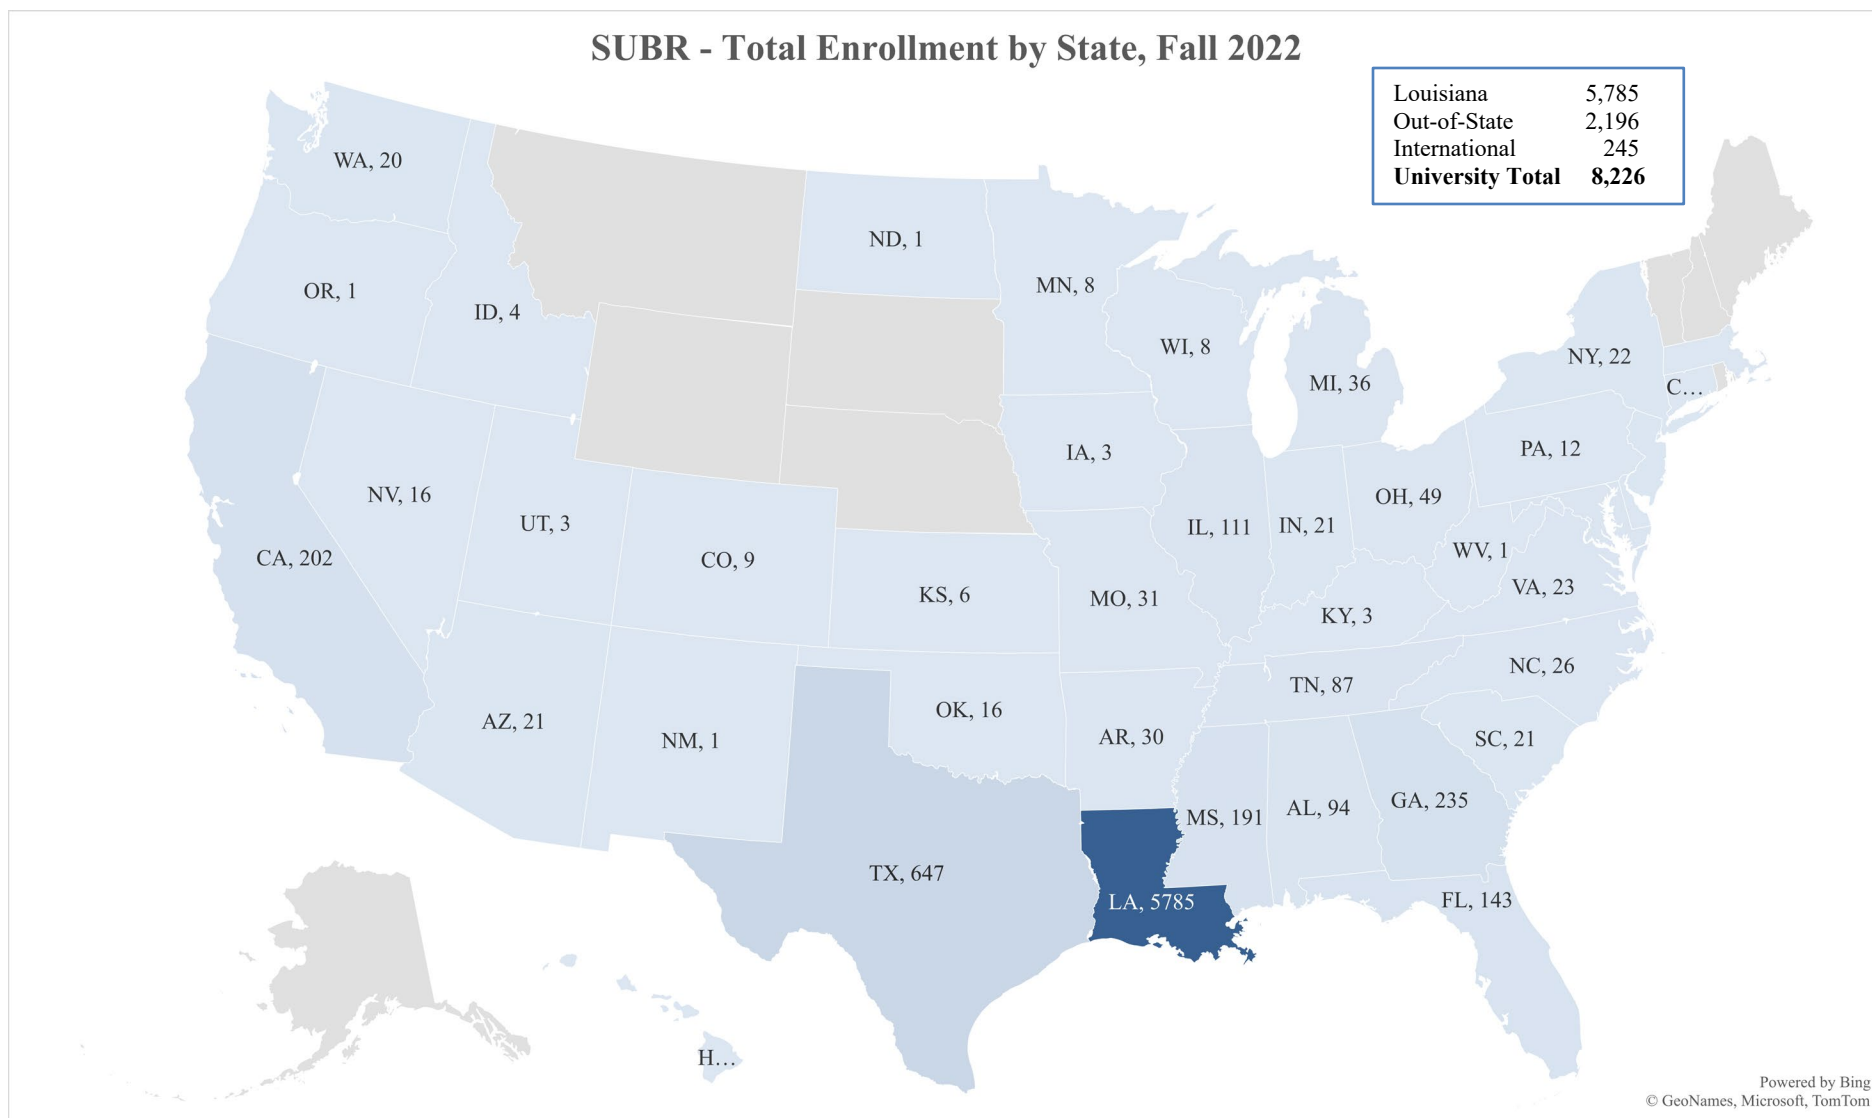 SUBR - Total Enrollment by State, Fall 2022
Louisiana 5,785
Out-of-State 2,196
International 245
University Total 8,226
WA, 20
ND, 1
OR, 1
ID, 4
MN, 8
WI, 8
MI, 36
NY, 22
C...
IA, 3
PA, 12
NV, 16
UT, 3
OH, 49
IL, 111
IN, 21
CA, 202
CO, 9
WV, 1
KS, 6
MO, 31
VA, 23
KY, 3
NC, 26
TN, 87
AZ, 21
NM, 1
OK, 16
AR, 30
SC, 21
MS, 191
AL, 94
GA, 235
TX, 647
LA, 5785
FL, 143
H...
Powered by Bing
© GeoNames, Microsoft, TomTom